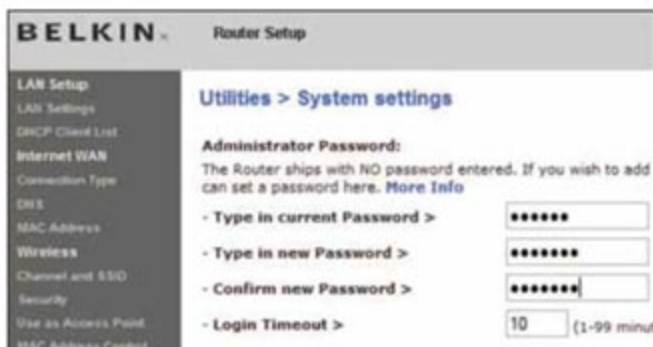 BELKIN™ Router Setup
LAN Setup
LAN Settings
DHCP Client List
Internet WAN
Connection Type
DNS
MAC Address
Wireless
Channel and SSID
Security
Use as Access Point
MAC Address Control
Utilities > System settings
Administrator Password:
The Router ships with NO password entered. If you wish to add
can set a password here. More Info
- Type in current Password >
- Type in new Password >
- Confirm new Password >
- Login Timeout > 10 (1-99 minut